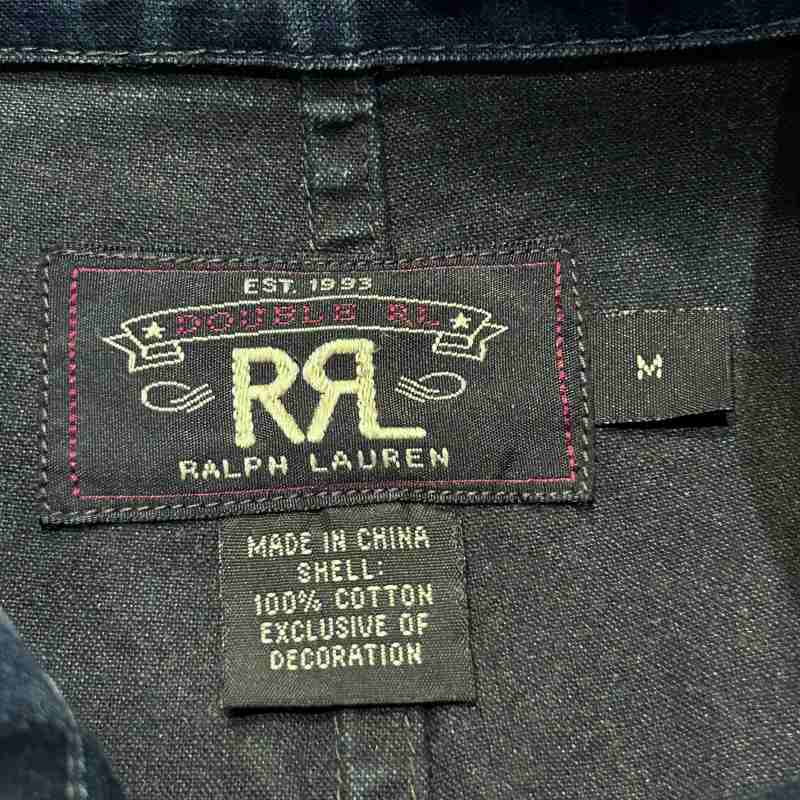 EST. 1993
DOUBLE RL
RRL
RALPH LAUREN
M
MADE IN CHINA
SHELL:
100% COTTON
EXCLUSIVE OF
DECORATION